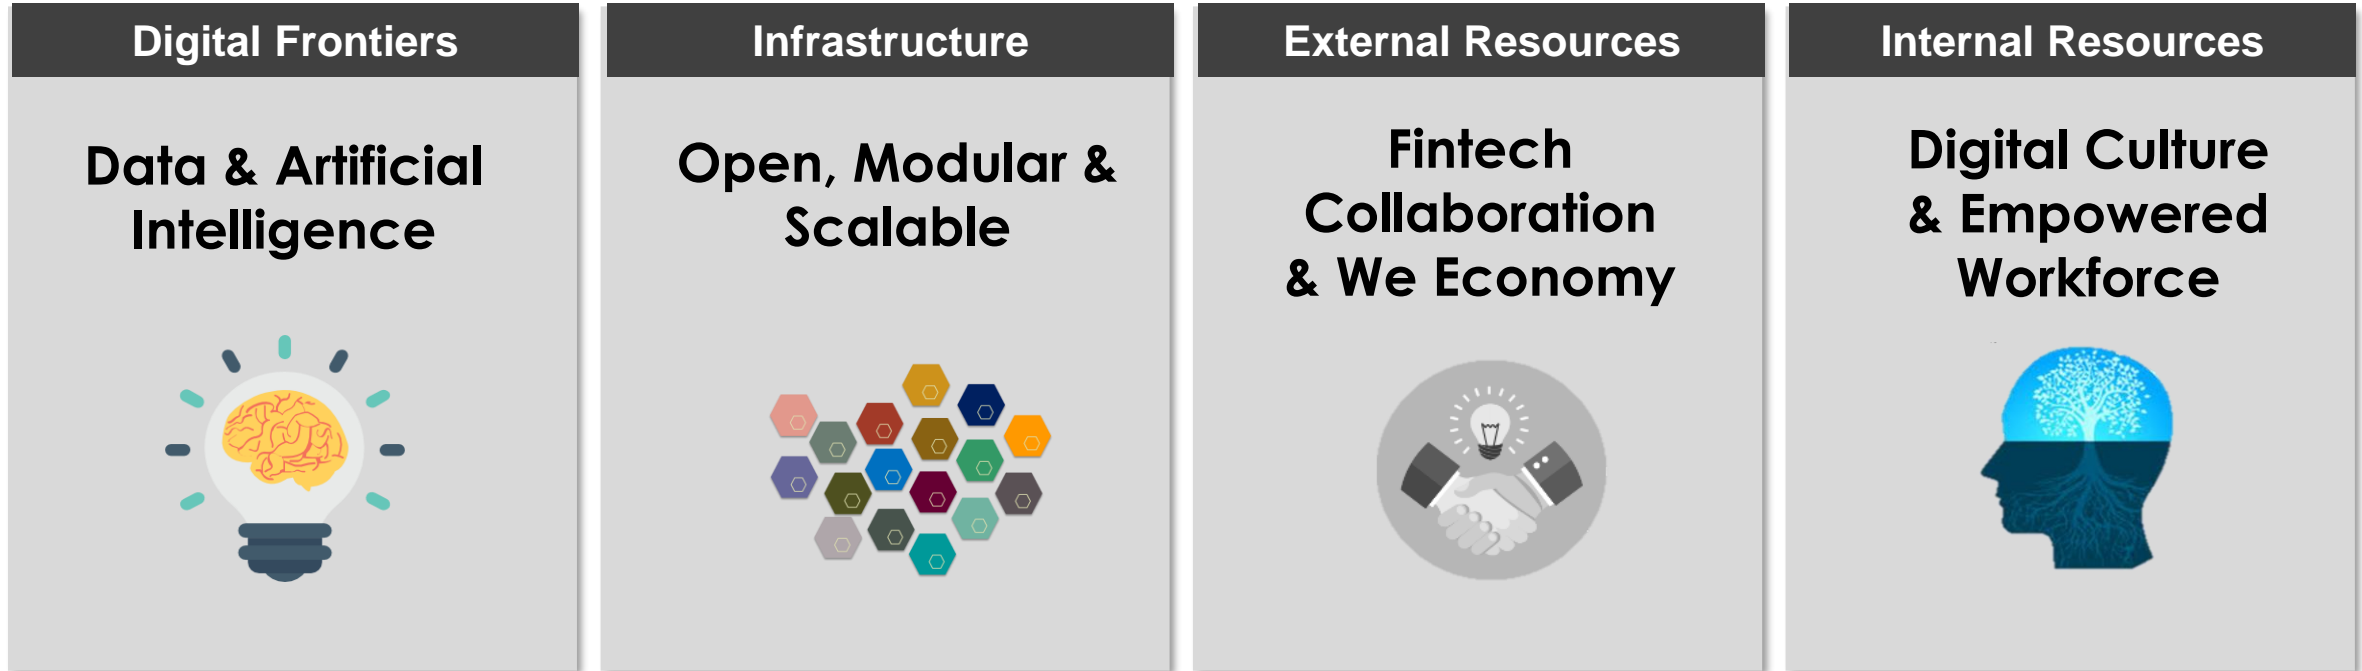 Digital Frontiers
Data & Artificial
Intelligence
Infrastructure
Open, Modular &
Scalable
External Resources
Fintech
Collaboration
& We Economy
Internal Resources
Digital Culture
& Empowered
Workforce